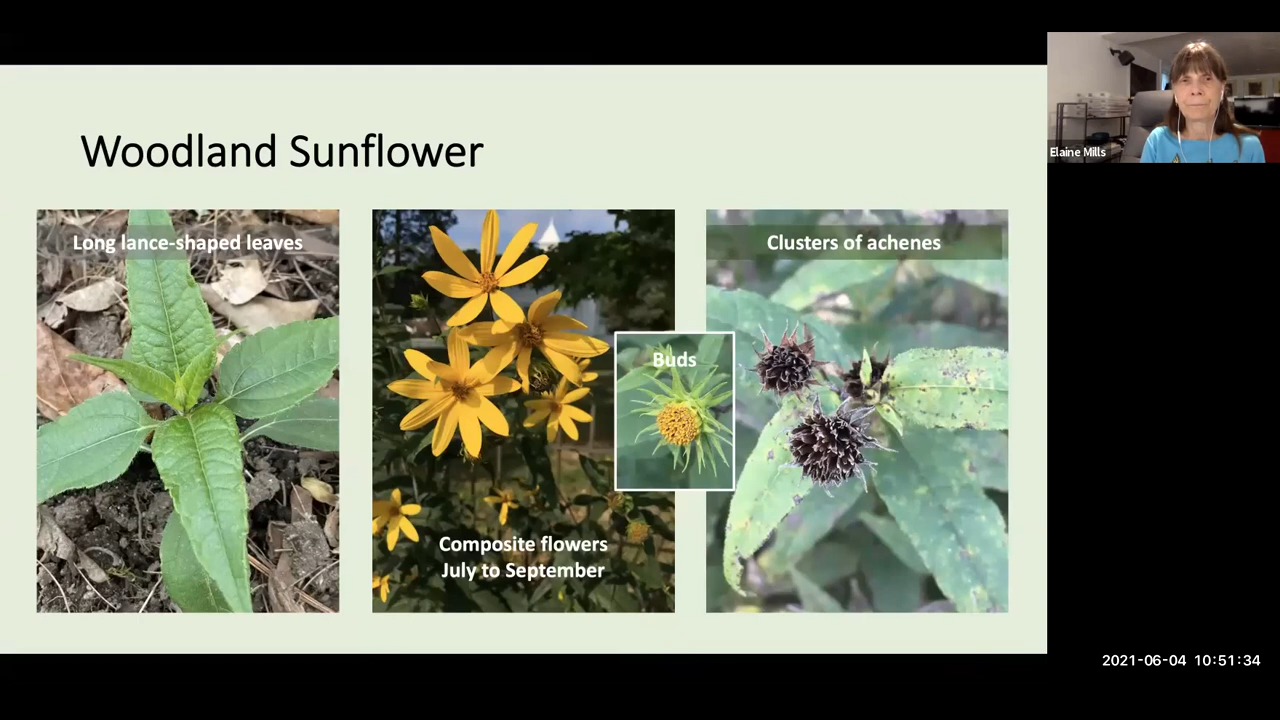 Woodland Sunflower
Long lance-shaped leaves
Composite flowers
July to September
Buds
Clusters of achenes
Elaine Mills
2021-06-04 10:51:34